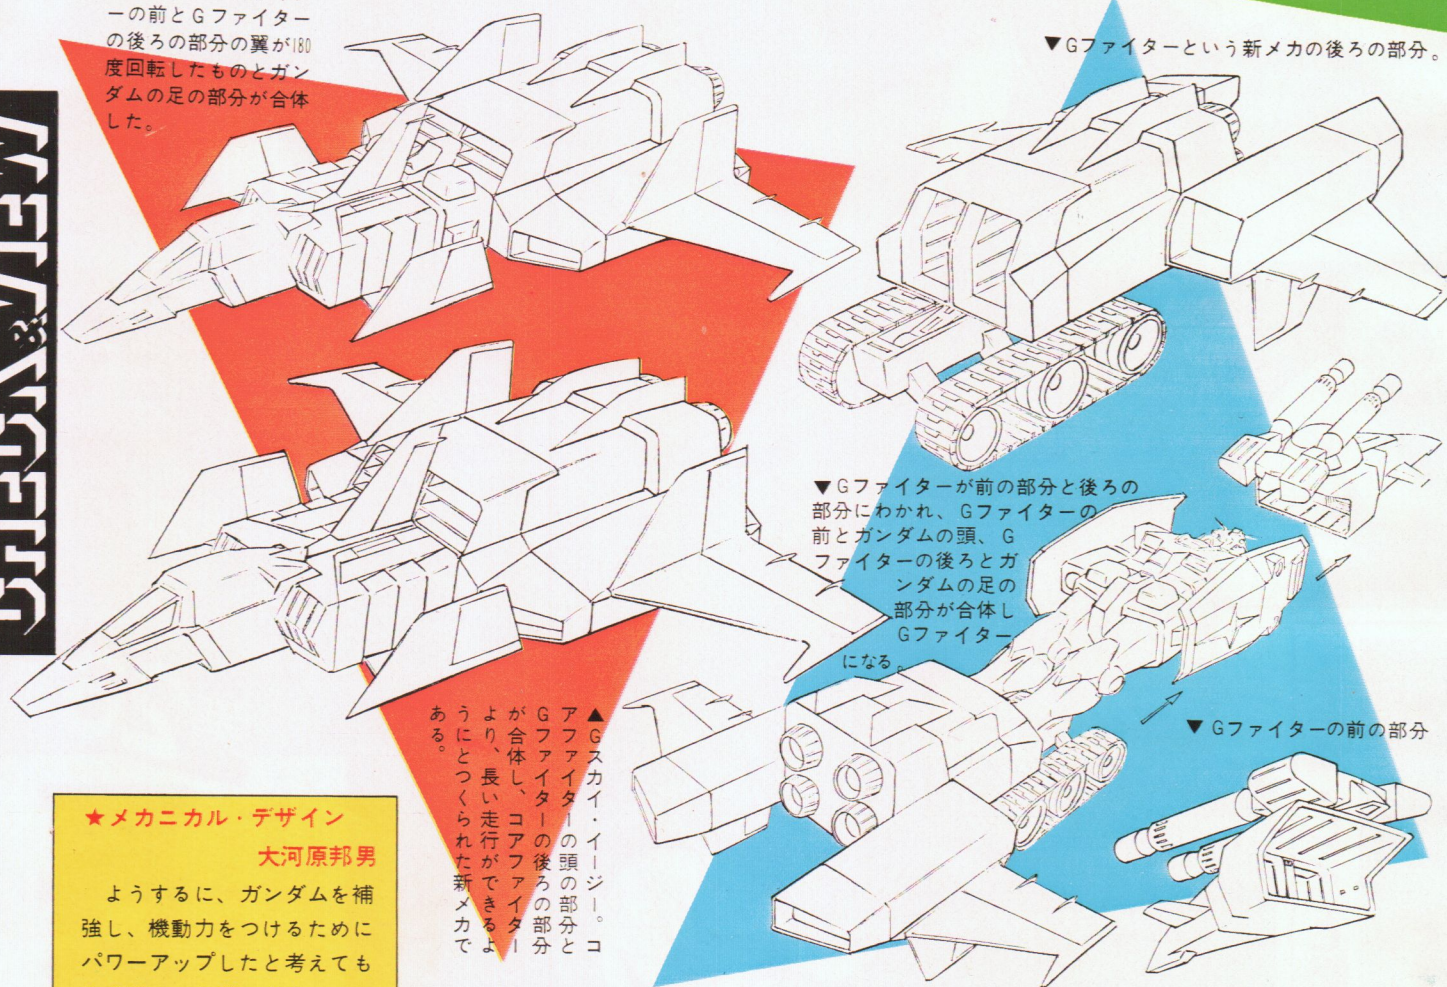 ーの前とGファイター
の後ろの部分の翼が180
度回転したものとガン
ダムの足の部分が合体
した。
▼Gファイターという新メカの後ろの部分。
CHECK&VIEW
▼Gファイターが前の部分と後ろの
部分にわかれ、Gファイターの
前とガンダムの頭、G
ファイターの後ろとガ
ンダムの足の
部分が合体し
Gファイター
になる。
▼Gファイターの前の部分
▲Gスカイ・イージー。コ
アファイターの頭の部分と
Gファイターの後ろの部分
が合体し、コアファイター
より、長い走行ができるよ
うにとつくられた新メカで
ある。
★メカニカル・デザイン
大河原邦男
ようするに、ガンダムを補
強し、機動力をつけるために
パワーアップしたと考えても